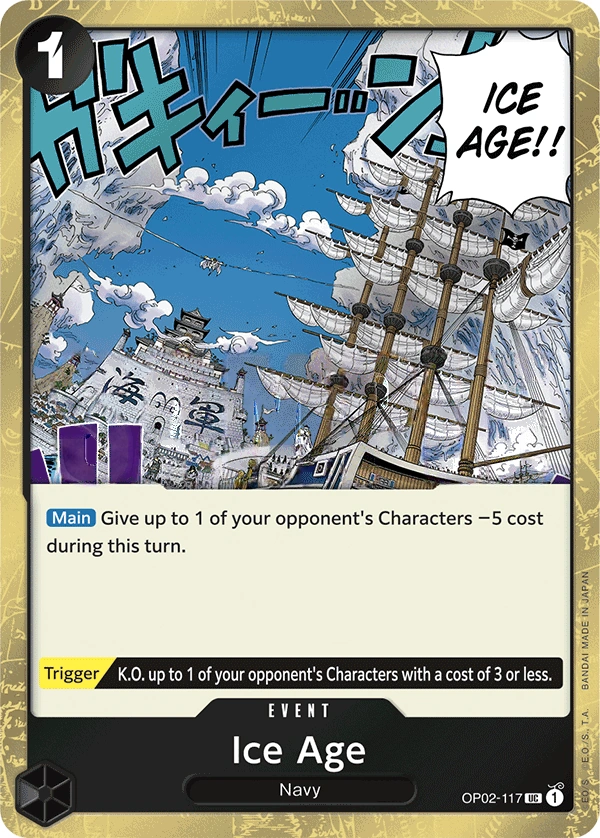 1
ガキィーーン
ICE
AGE!!
海軍
Main Give up to 1 of your opponent's Characters −5 cost
during this turn.
Trigger K.O. up to 1 of your opponent's Characters with a cost of 3 or less.
EVENT
Ice Age
Navy
OP02-117 UC 1
BANDAI MADE IN JAPAN